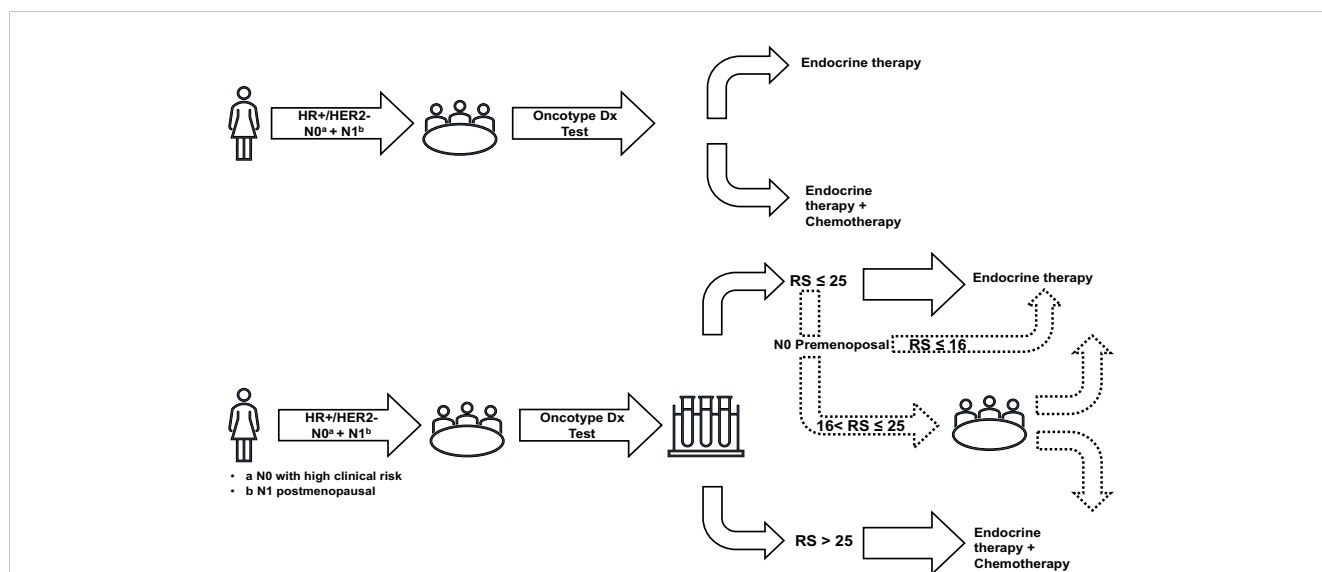 Endocrine therapy
HR+/HER2-
N0ᵃ + N1ᵇ
Oncotype Dx
Test
Endocrine
therapy +
Chemotherapy
RS ≤ 25
Endocrine therapy
N0 Premenoposal
RS ≤ 16
HR+/HER2-
N0ᵃ + N1ᵇ
Oncotype Dx
Test
16< RS ≤ 25
• a N0 with high clinical risk
• b N1 postmenopausal
RS > 25
Endocrine
therapy +
Chemotherapy